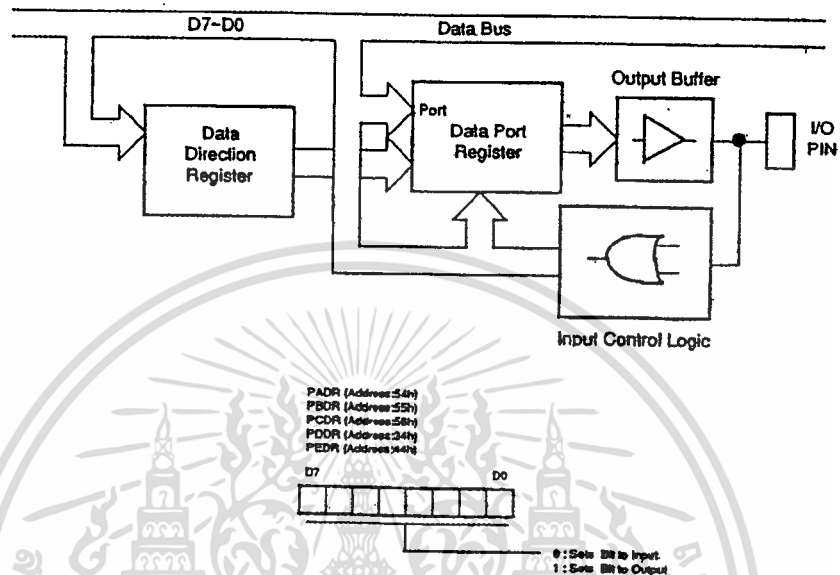 D7~D0
Data Bus
Output Buffer
Port
Data
Direction
Register
Data Port
Register
I/O
PIN
Input Control Logic
PADR (Address:54h)
PBDR (Address:55h)
PCDR (Address:56h)
PDDR (Address:34h)
PEDR (Address:44h)
D7
D0
0 : Sets Bit to Input.
1 : Sets Bit to Output